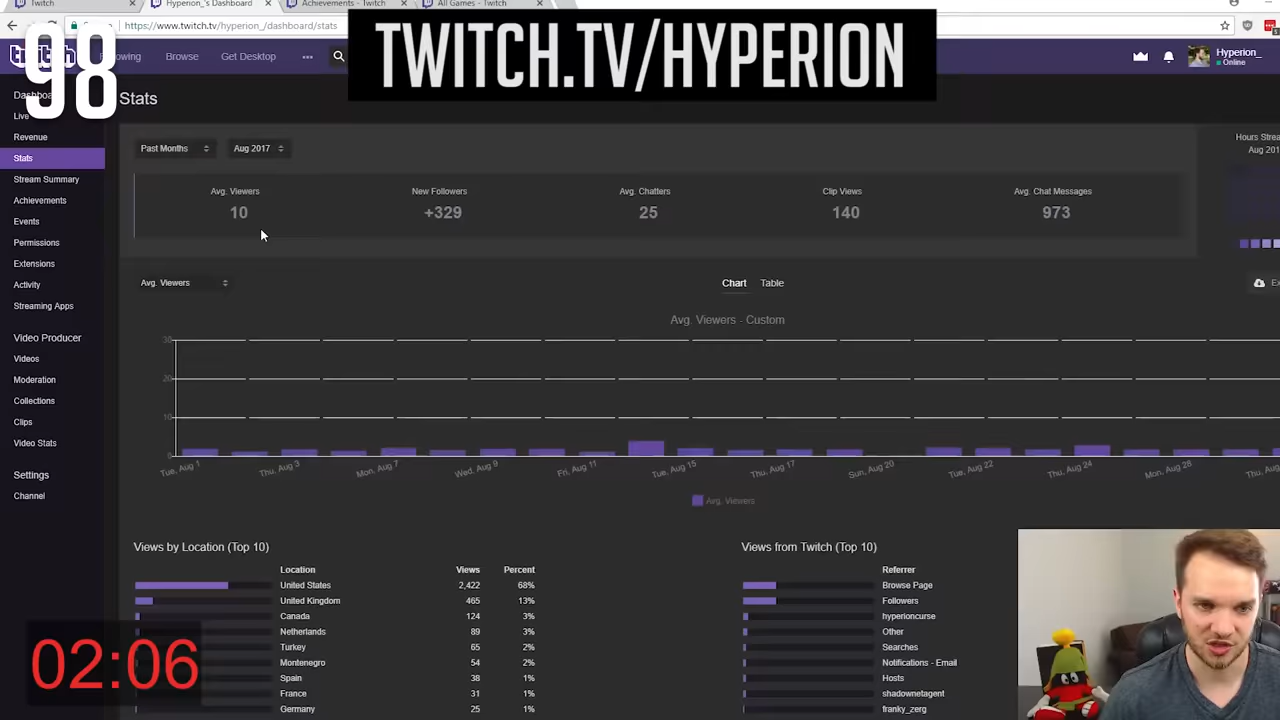 Twitch
Hyperion_'s Dashboard
Achievements - Twitch
All Games - Twitch
https://www.twitch.tv/hyperion_/dashboard/stats
TWITCH.TV/HYPERION
98
Browse
Get Desktop
Hyperion_
Online
Stats
Live
Revenue
Stats
Stream Summary
Achievements
Events
Permissions
Extensions
Activity
Streaming Apps
Video Producer
Videos
Moderation
Collections
Clips
Video Stats
Settings
Channel
Past Months
Aug 2017
Avg. Viewers
10
New Followers
+329
Avg. Chatters
25
Clip Views
140
Avg. Chat Messages
973
Avg. Viewers
Chart
Table
Avg. Viewers - Custom
30
20
10
0
Tue, Aug 1
Thu, Aug 3
Mon, Aug 7
Wed, Aug 9
Fri, Aug 11
Tue, Aug 15
Thu, Aug 17
Sun, Aug 20
Tue, Aug 22
Thu, Aug 24
Mon, Aug 28
Avg. Viewers
Views by Location (Top 10)
Location Views Percent
United States 2,422 68%
United Kingdom 465 13%
Canada 124 3%
Netherlands 89 3%
Turkey 65 2%
Montenegro 54 2%
Spain 38 1%
France 31 1%
Germany 25 1%
Views from Twitch (Top 10)
Referrer
Browse Page
Followers
hyperioncurse
Other
Searches
Notifications - Email
Hosts
shadownetagent
franky_zerg
02:06